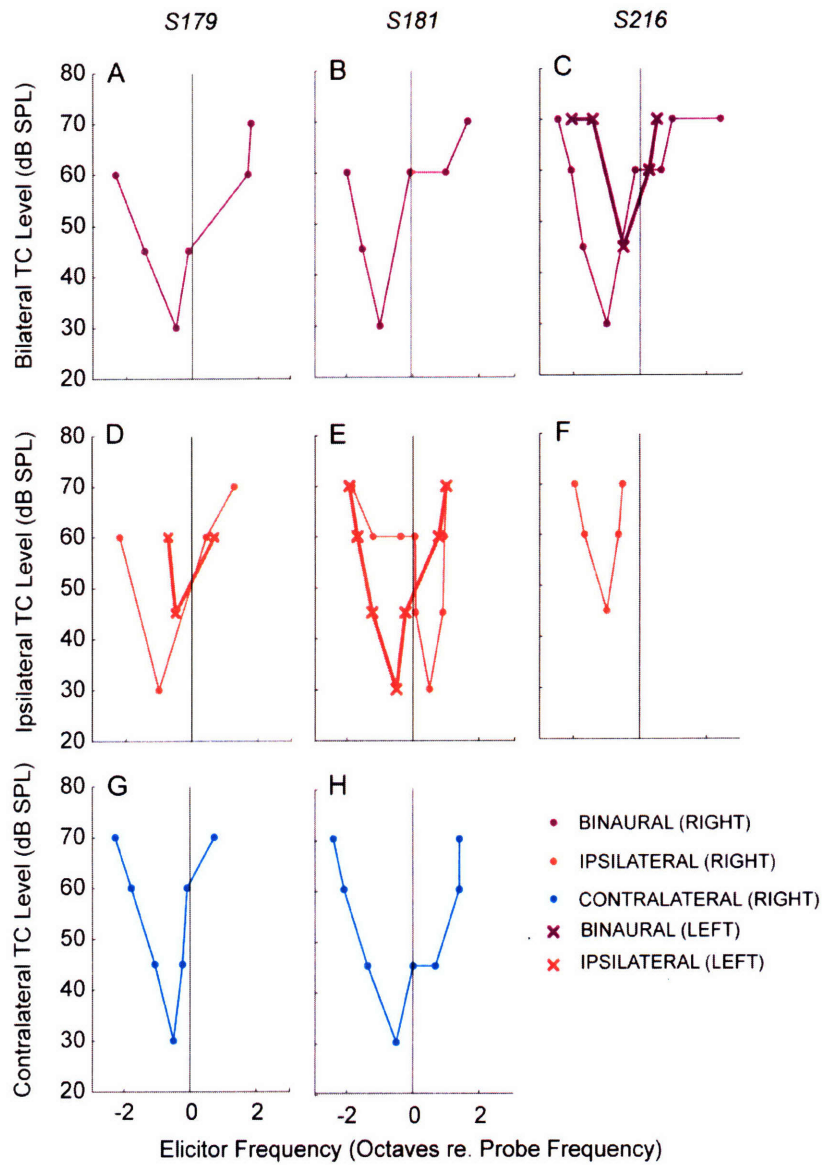 S179 S181 S216
A B C
Bilateral TC Level (dB SPL)
80
70
60
50
40
30
20
D E F
Ipsilateral TC Level (dB SPL)
80
70
60
50
40
30
20
G H
Contralateral TC Level (dB SPL)
80
70
60
50
40
30
20
-2 0 2 -2 0 2
Elicitor Frequency (Octaves re. Probe Frequency)
BINAURAL (RIGHT)
IPSILATERAL (RIGHT)
CONTRALATERAL (RIGHT)
BINAURAL (LEFT)
IPSILATERAL (LEFT)